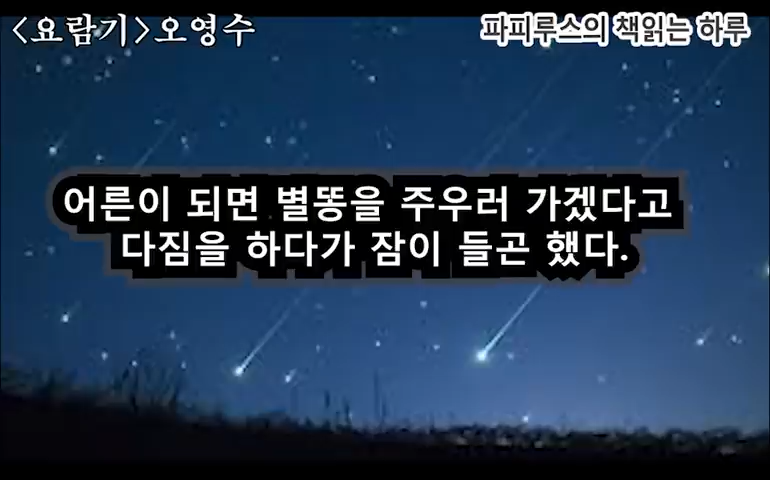 <요람기>오영수
파피루스의 책읽는 하루
어른이 되면 별똥을 주우러 가겠다고
다짐을 하다가 잠이 들곤 했다.